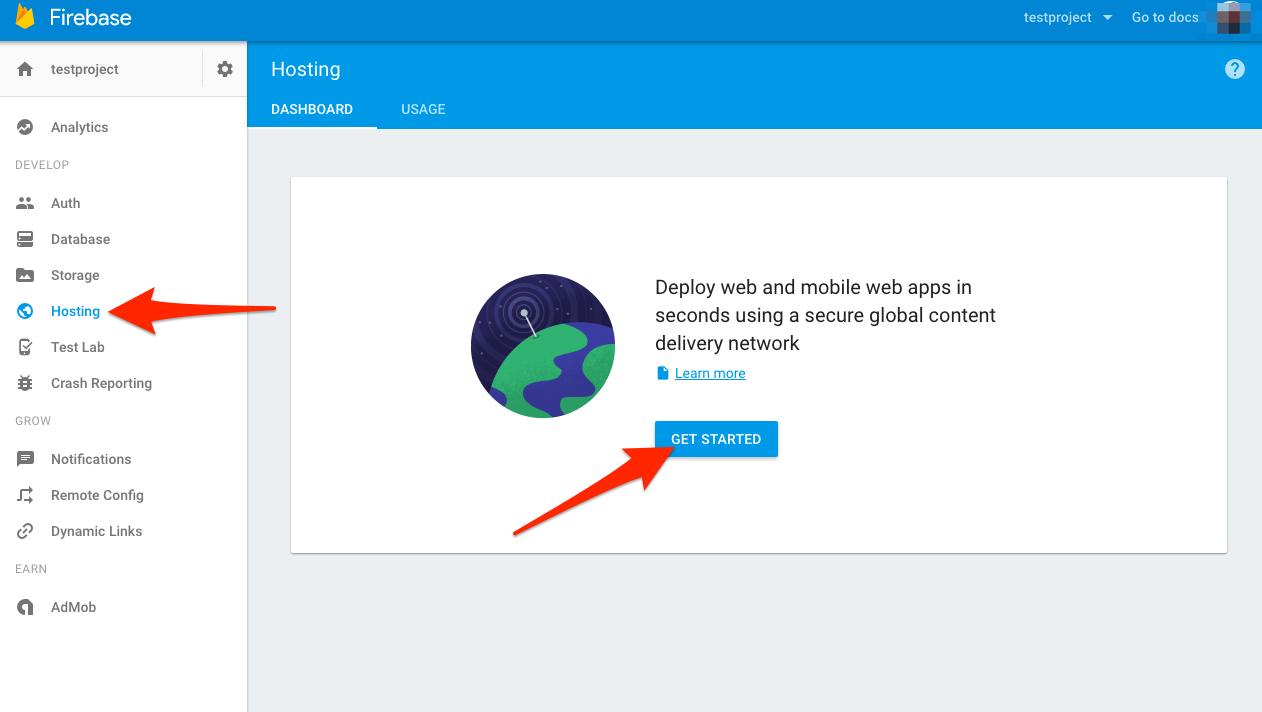 Firebase
testproject
Go to docs
testproject
Analytics
DEVELOP
Auth
Database
Storage
Hosting
Test Lab
Crash Reporting
GROW
Notifications
Remote Config
Dynamic Links
EARN
AdMob
Hosting
?
DASHBOARD USAGE
Deploy web and mobile web apps in
seconds using a secure global content
delivery network
Learn more
GET STARTED